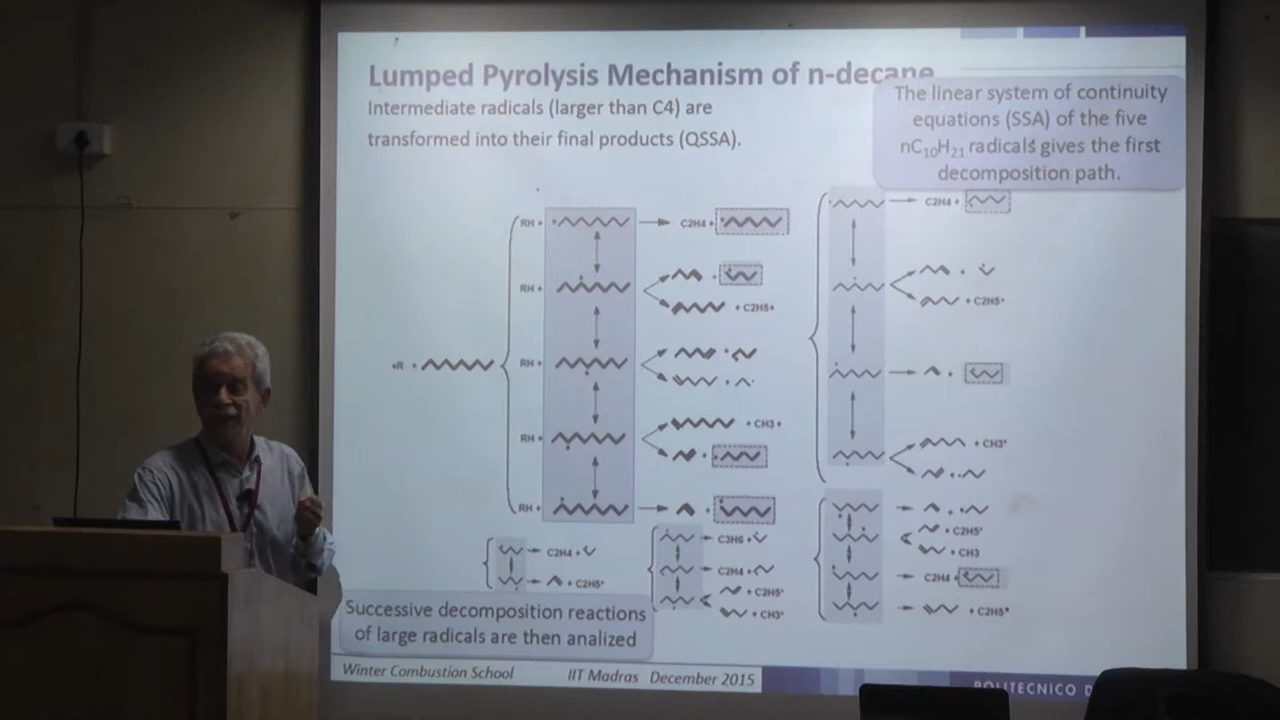 Lumped Pyrolysis Mechanism of n-decane
Intermediate radicals (larger than C4) are
transformed into their final products (QSSA).
The linear system of continuity
equations (SSA) of the five
nC10H21 radicals gives the first
decomposition path.
RH +
C2H4 +
C2H4 +
RH +
+ C2H5•
+ C2H5•
•R +
RH +
RH +
+ CH3 •
+ CH3•
RH +
C2H4 +
+ C2H5•
C3H6 +
C2H4 +
+ C2H5•
+ CH3•
+ C2H5•
+ CH3
C2H4 +
+ C2H5•
Successive decomposition reactions
of large radicals are then analized
Winter Combustion School
IIT Madras December 2015
POLITECNICO D